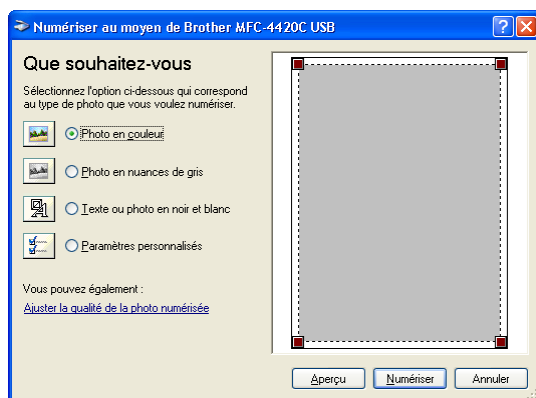 Numériser au moyen de Brother MFC-4420C USB
Que souhaitez-vous
Sélectionnez l'option ci-dessous qui correspond
au type de photo que vous voulez numériser.
Photo en couleur
Photo en nuances de gris
Texte ou photo en noir et blanc
Paramètres personnalisés
Vous pouvez également :
Ajuster la qualité de la photo numérisée
Aperçu
Numériser
Annuler